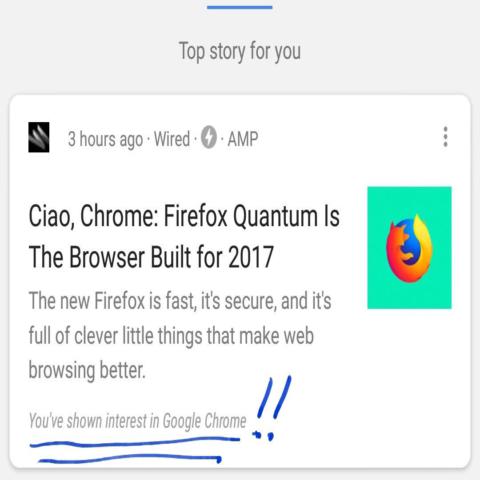 Top story for you
3 hours ago · Wired · AMP
Ciao, Chrome: Firefox Quantum Is
The Browser Built for 2017
The new Firefox is fast, it's secure, and it's
full of clever little things that make web
browsing better.
You've shown interest in Google Chrome !!